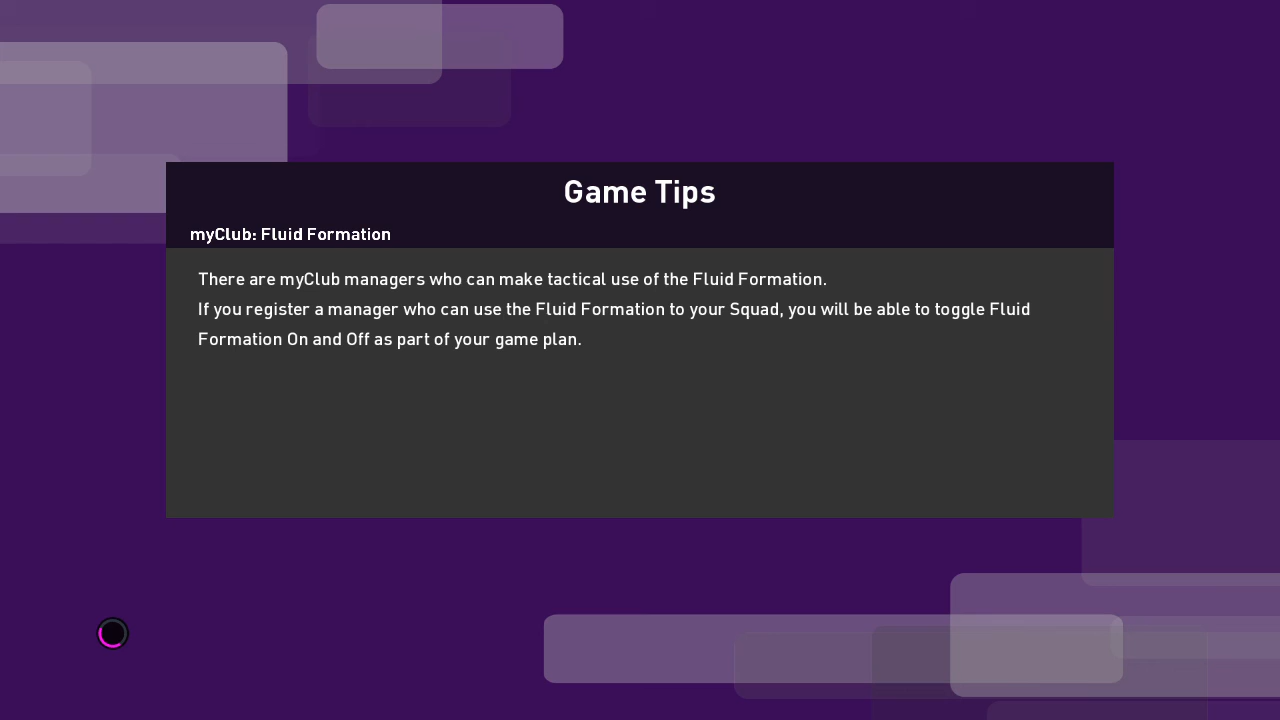 Game Tips
myClub: Fluid Formation
There are myClub managers who can make tactical use of the Fluid Formation.
If you register a manager who can use the Fluid Formation to your Squad, you will be able to toggle Fluid
Formation On and Off as part of your game plan.